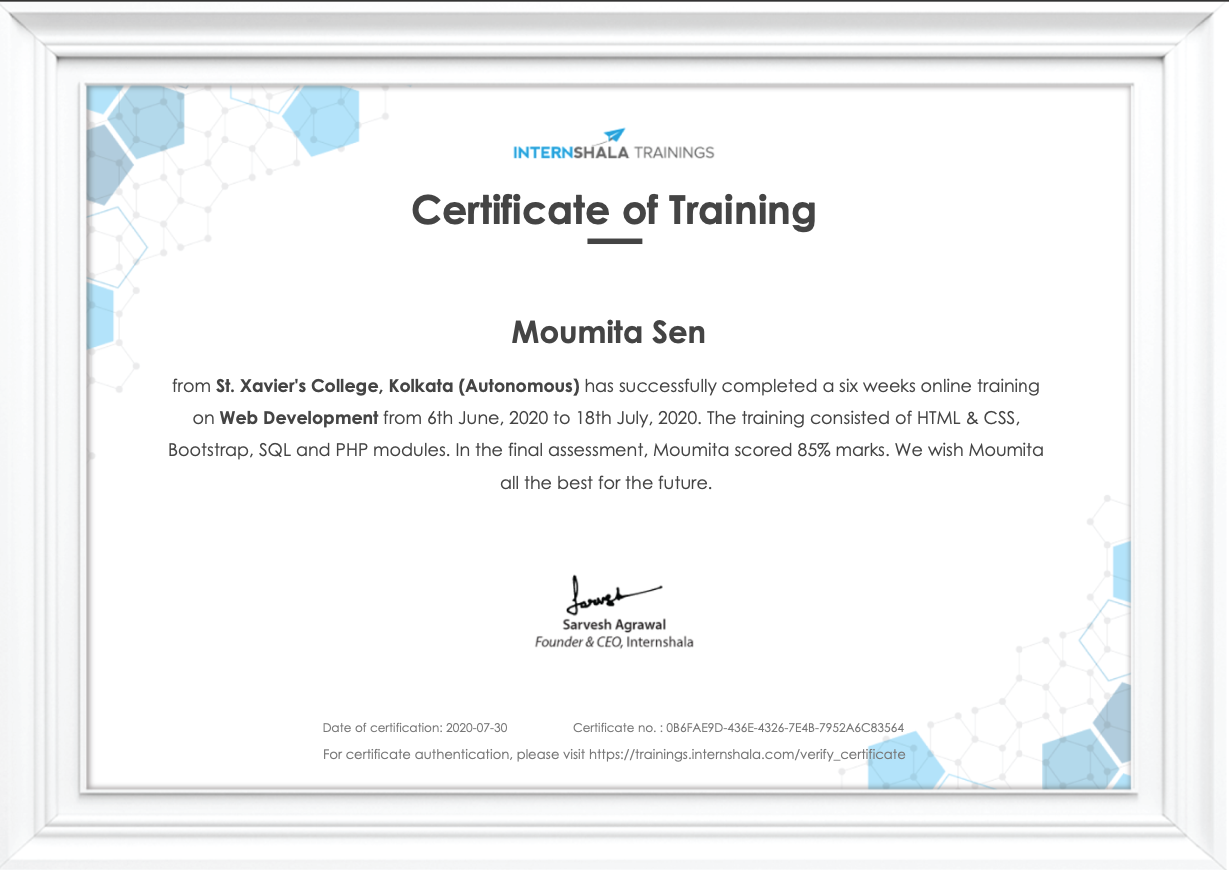 INTERNSHALA TRAININGS
Certificate of Training
Moumita Sen
from St. Xavier's College, Kolkata (Autonomous) has successfully completed a six weeks online training
on Web Development from 6th June, 2020 to 18th July, 2020. The training consisted of HTML & CSS,
Bootstrap, SQL and PHP modules. In the final assessment, Moumita scored 85% marks. We wish Moumita
all the best for the future.
Sarvesh
Sarvesh Agrawal
Founder & CEO, Internshala
Date of certification: 2020-07-30 Certificate no. : 0B6FAE9D-436E-4326-7E4B-7952A6C83564
For certificate authentication, please visit https://trainings.internshala.com/verify_certificate